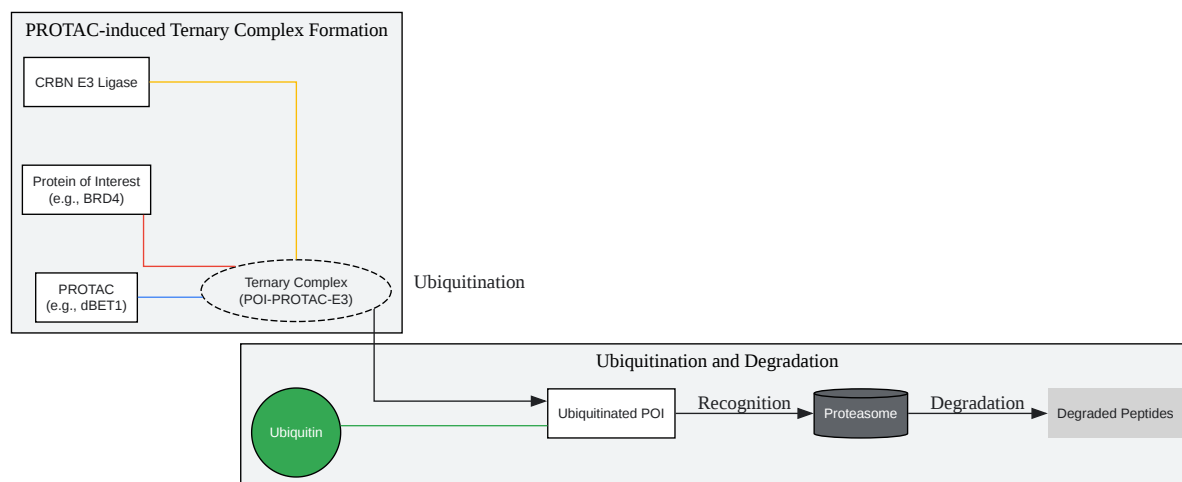 PROTAC-induced Ternary Complex Formation
CRBN E3 Ligase
Protein of Interest
(e.g., BRD4)
PROTAC
(e.g., dBET1)
Ternary Complex
(POI-PROTAC-E3)
Ubiquitination
Ubiquitination and Degradation
Ubiquitin
Ubiquitinated POI
Recognition
Proteasome
Degradation
Degraded Peptides